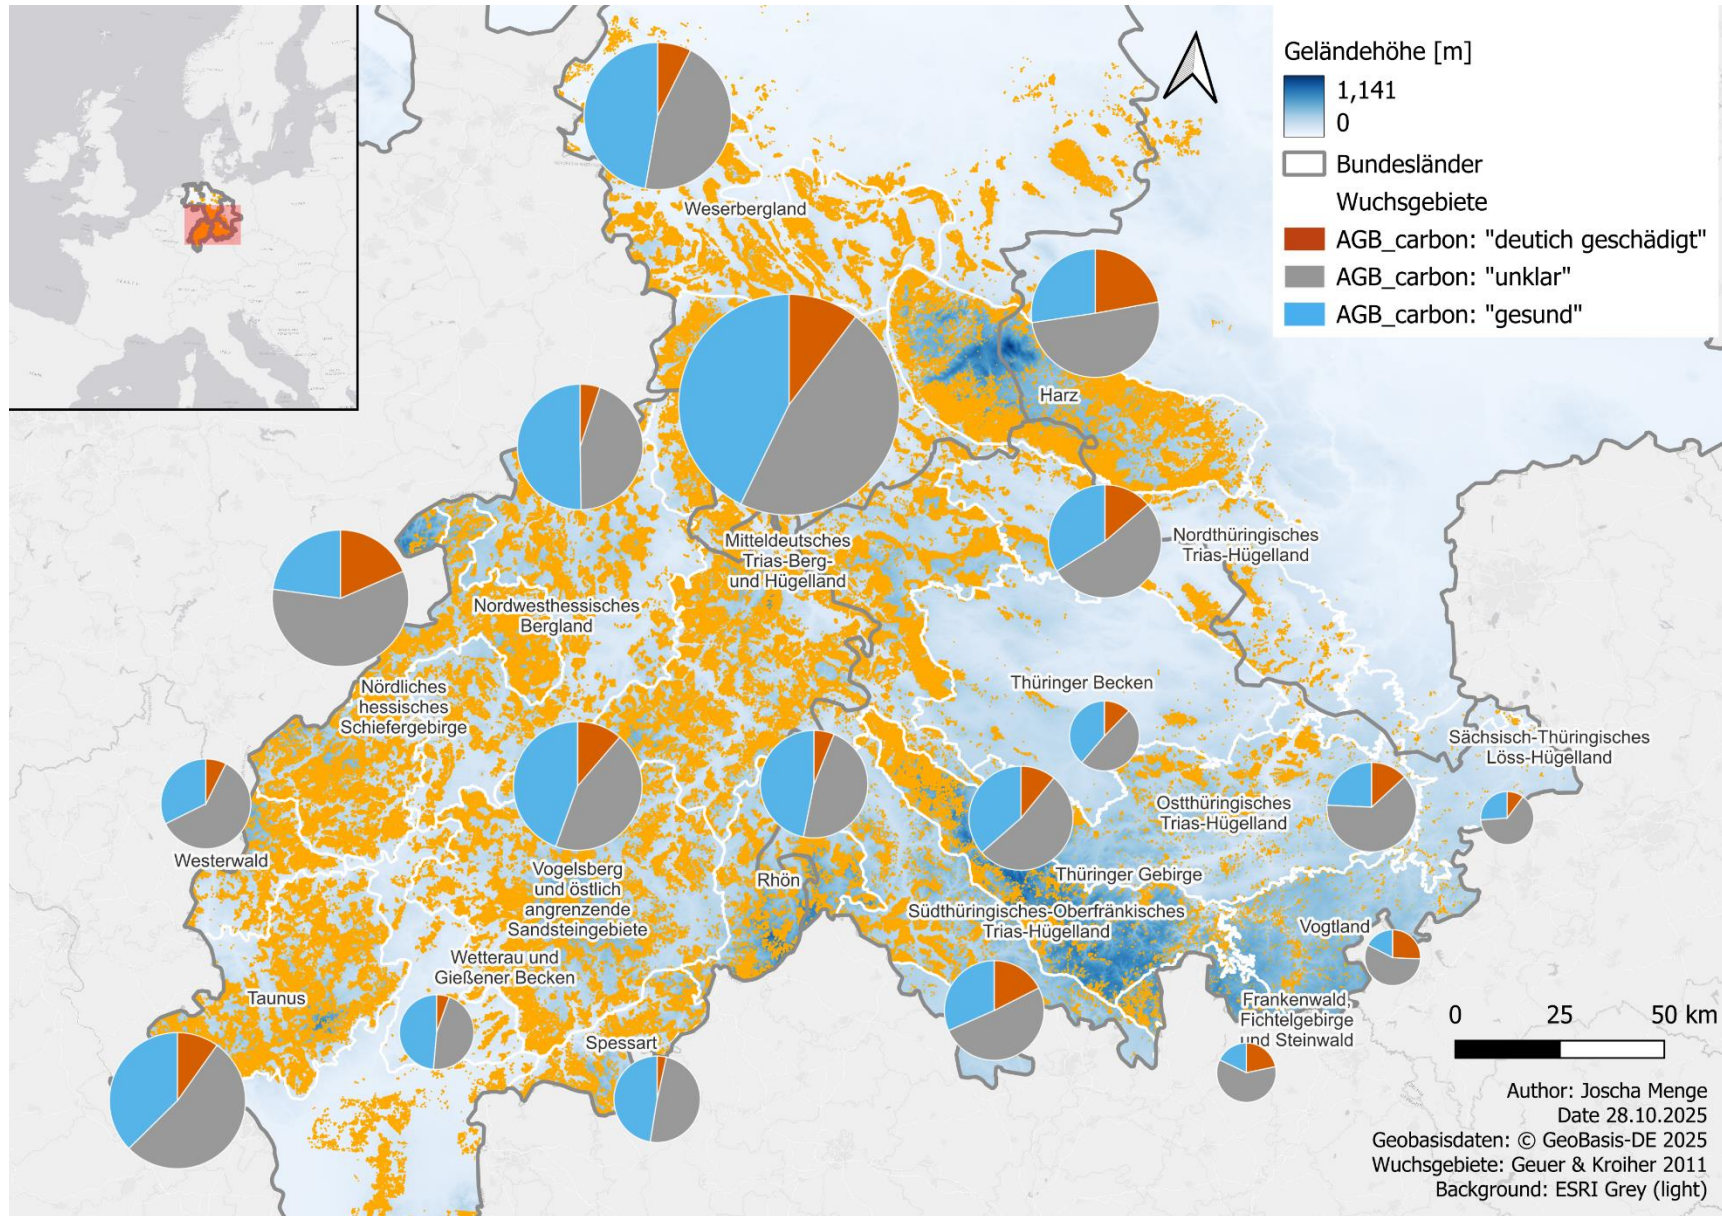 Geländehöhe [m]
1,141
0
Bundesländer
Wuchsgebiete
AGB_carbon: "deutich geschädigt"
AGB_carbon: "unklar"
AGB_carbon: "gesund"
Weserbergland
Harz
Mitteldeutsches
Trias-Berg-
und Hügelland
Nordthüringisches
Trias-Hügelland
Nordwesthessisches
Bergland
Nördliches
hessisches
Schiefergebirge
Thüringer Becken
Sächsisch-Thüringisches
Löss-Hügelland
Ostthüringisches
Trias-Hügelland
Westerwald
Vogelsberg
und östlich
angrenzende
Sandsteingebiete
Rhön
Thüringer Gebirge
Südthüringisches-Oberfränkisches
Trias-Hügelland
Vogtland
Wetterau und
Gießener Becken
Taunus
Spessart
Frankenwald,
Fichtelgebirge
und Steinwald
0 25 50 km
Author: Joscha Menge
Date 28.10.2025
Geobasisdaten: © GeoBasis-DE 2025
Wuchsgebiete: Geuer & Kroiher 2011
Background: ESRI Grey (light)